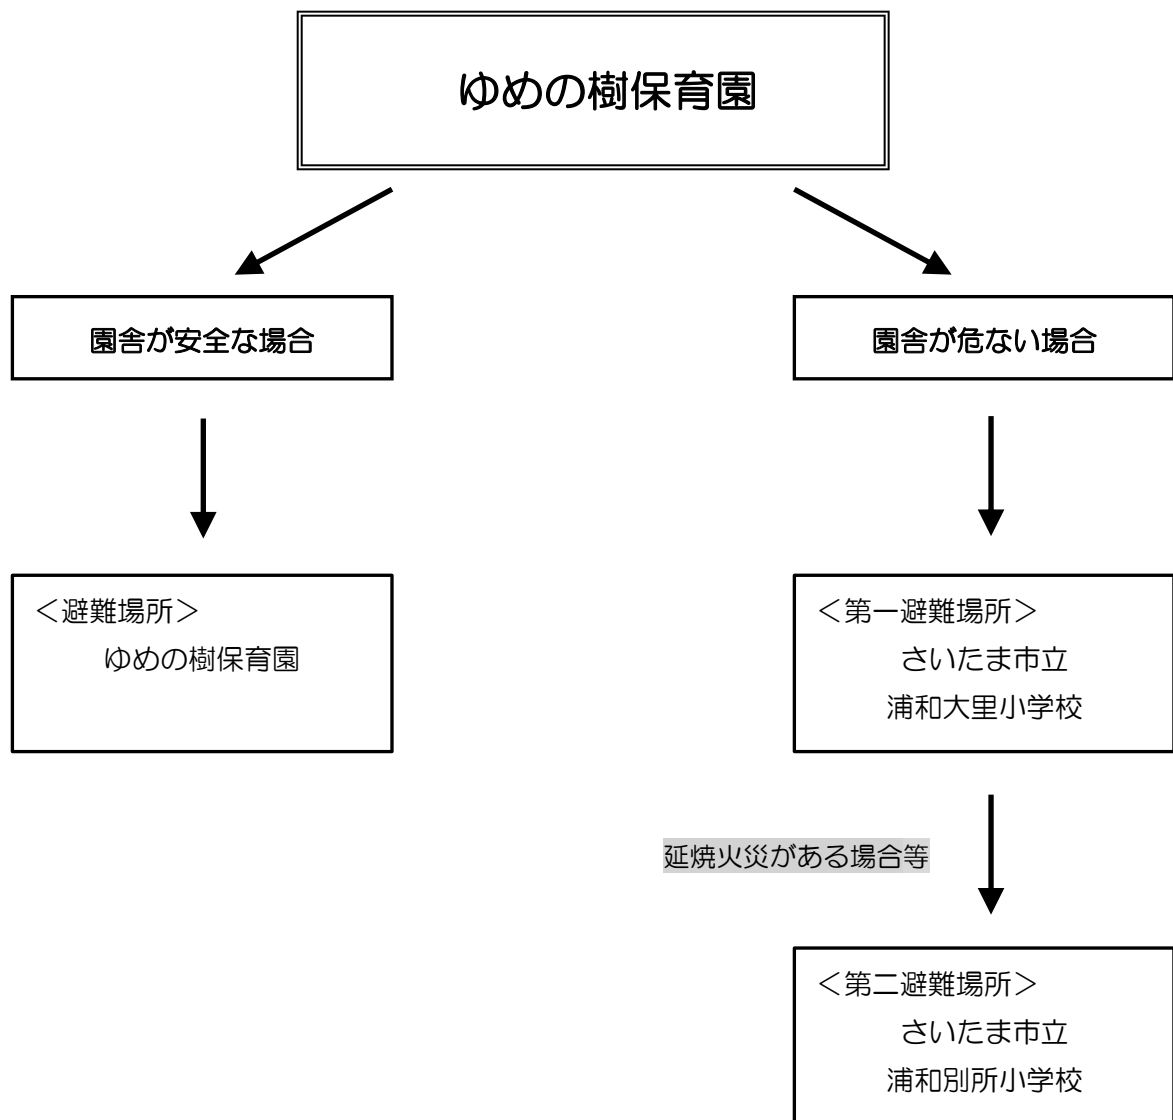 ゆめの樹保育園
園舎が安全な場合
園舎が危ない場合
＜避難場所＞
ゆめの樹保育園
＜第一避難場所＞
さいたま市立
浦和大里小学校
延焼火災がある場合等
＜第二避難場所＞
さいたま市立
浦和別所小学校